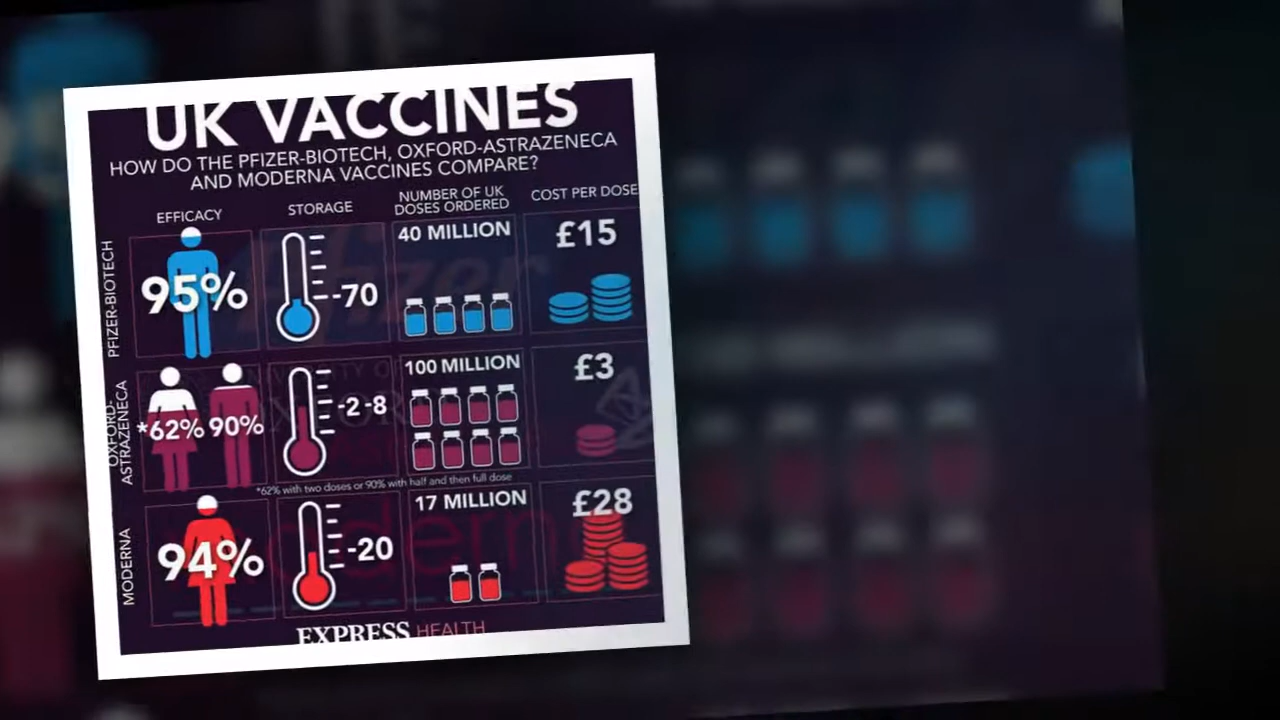 UK VACCINES
HOW DO THE PFIZER-BIOTECH, OXFORD-ASTRAZENECA
AND MODERNA VACCINES COMPARE?
EFFICACY
STORAGE
NUMBER OF UK
DOSES ORDERED
COST PER DOSE
PFIZER-BIOTECH
95%
-70
40 MILLION
£15
OXFORD-
ASTRAZENECA
*62% 90%
-2 -8
100 MILLION
£3
*62% with two doses or 90% with half and then full dose
MODERNA
94%
-20
17 MILLION
£28
EXPRESS HEALTH